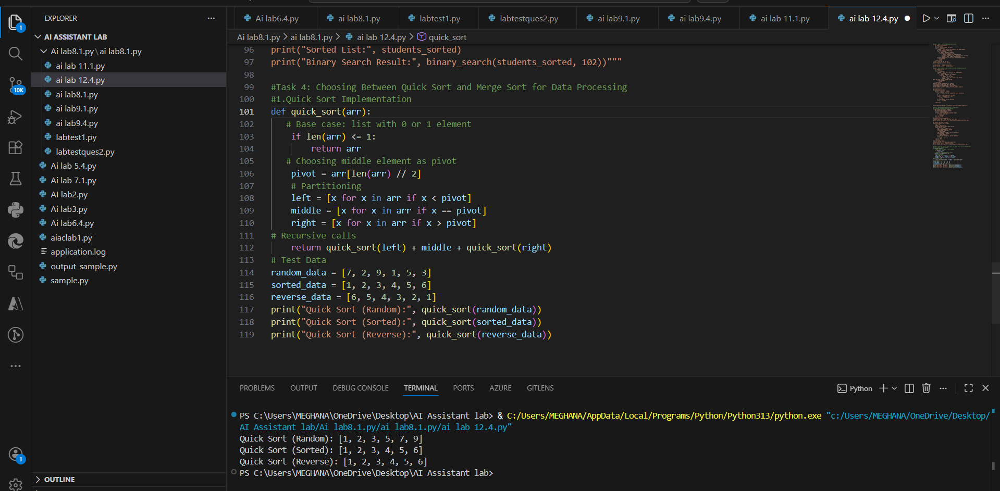 EXPLORER
AI ASSISTANT LAB
Ai lab8.1.py\ai lab8.1.py
ai lab 11.1.py
ai lab 12.4.py
ai lab8.1.py
ai lab9.1.py
ai lab9.4.py
labtest1.py
labtestques2.py
Ai lab 5.4.py
Ai lab 7.1.py
AI lab2.py
Ai lab3.py
Ai lab6.4.py
aiaclab1.py
application.log
output_sample.py
sample.py
OUTLINE
1
10K
1
Ai lab6.4.py ai lab8.1.py labtest1.py labtestques2.py ai lab9.1.py ai lab9.4.py ai lab 11.1.py ai lab 12.4.py
Ai lab8.1.py > ai lab8.1.py > ai lab 12.4.py > quick_sort
96 print("Sorted List:", students_sorted)
97 print("Binary Search Result:", binary_search(students_sorted, 102))"""
98
99 #Task 4: Choosing Between Quick Sort and Merge Sort for Data Processing
100 #1.Quick Sort Implementation
101 def quick_sort(arr):
102 # Base case: list with 0 or 1 element
103 if len(arr) <= 1:
104 return arr
105 # Choosing middle element as pivot
106 pivot = arr[len(arr) // 2]
107 # Partitioning
108 left = [x for x in arr if x < pivot]
109 middle = [x for x in arr if x == pivot]
110 right = [x for x in arr if x > pivot]
111 # Recursive calls
112 return quick_sort(left) + middle + quick_sort(right)
113 # Test Data
114 random_data = [7, 2, 9, 1, 5, 3]
115 sorted_data = [1, 2, 3, 4, 5, 6]
116 reverse_data = [6, 5, 4, 3, 2, 1]
117 print("Quick Sort (Random):", quick_sort(random_data))
118 print("Quick Sort (Sorted):", quick_sort(sorted_data))
119 print("Quick Sort (Reverse):", quick_sort(reverse_data))
PROBLEMS OUTPUT DEBUG CONSOLE TERMINAL PORTS AZURE GITLENS
Python
PS C:\Users\MEGHANA\OneDrive\Desktop\AI Assistant lab> & C:/Users/MEGHANA/AppData/Local/Programs/Python/Python313/python.exe "c:/Users/MEGHANA/OneDrive/Desktop/
AI Assistant lab/Ai lab8.1.py/ai lab8.1.py/ai lab 12.4.py"
Quick Sort (Random): [1, 2, 3, 5, 7, 9]
Quick Sort (Sorted): [1, 2, 3, 4, 5, 6]
Quick Sort (Reverse): [1, 2, 3, 4, 5, 6]
PS C:\Users\MEGHANA\OneDrive\Desktop\AI Assistant lab>